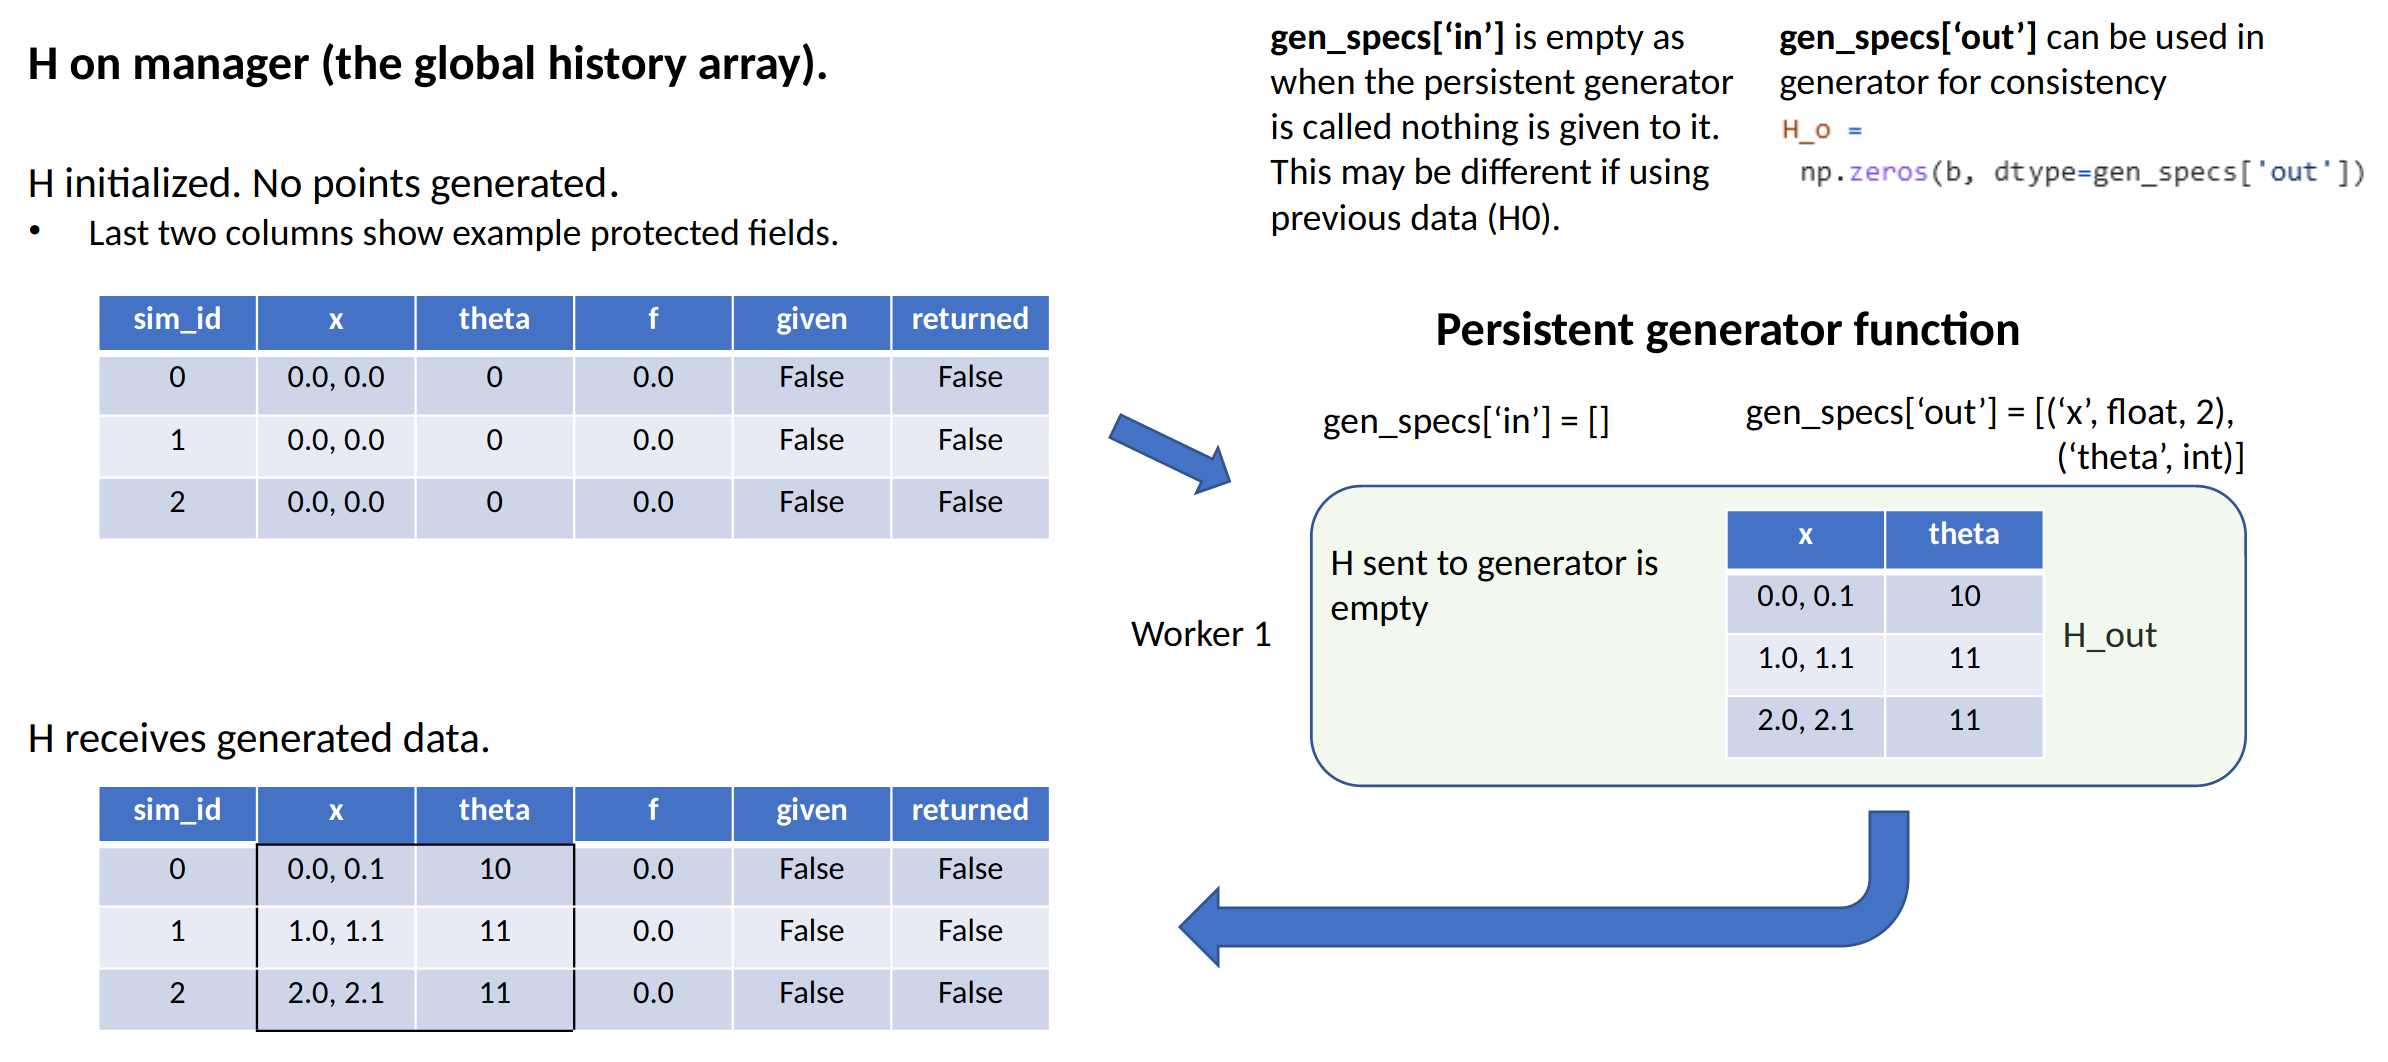 H on manager (the global history array).
H initialized. No points generated.
• Last two columns show example protected fields.
sim_id x theta f given returned
0 0.0, 0.0 0 0.0 False False
1 0.0, 0.0 0 0.0 False False
2 0.0, 0.0 0 0.0 False False
H receives generated data.
sim_id x theta f given returned
0 0.0, 0.1 10 0.0 False False
1 1.0, 1.1 11 0.0 False False
2 2.0, 2.1 11 0.0 False False
gen_specs[‘in’] is empty as
when the persistent generator
is called nothing is given to it.
This may be different if using
previous data (H0).
gen_specs[‘out’] can be used in
generator for consistency
H_o =
np.zeros(b, dtype=gen_specs['out'])
Persistent generator function
gen_specs[‘in’] = []
gen_specs[‘out’] = [(‘x’, float, 2),
(‘theta’, int)]
Worker 1
H sent to generator is
empty
x theta
0.0, 0.1 10
1.0, 1.1 11
2.0, 2.1 11
H_out